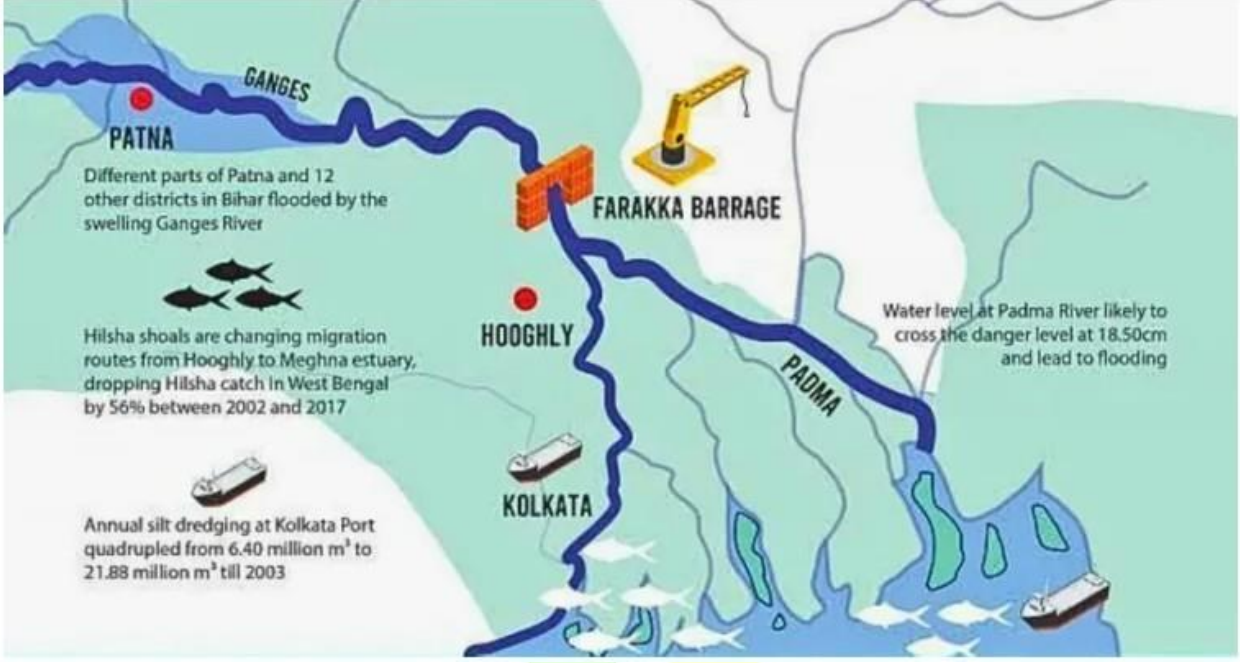 GANGES
PATNA
Different parts of Patna and 12
other districts in Bihar flooded by the
swelling Ganges River
FARAKKA BARRAGE
HOOGHLY
Hilsha shoals are changing migration
routes from Hooghly to Meghna estuary,
dropping Hilsha catch in West Bengal
by 56% between 2002 and 2017
Water level at Padma River likely to
cross the danger level at 18.50cm
and lead to flooding
PADMA
KOLKATA
Annual silt dredging at Kolkata Port
quadrupled from 6.40 million m³ to
21.88 million m³ till 2003